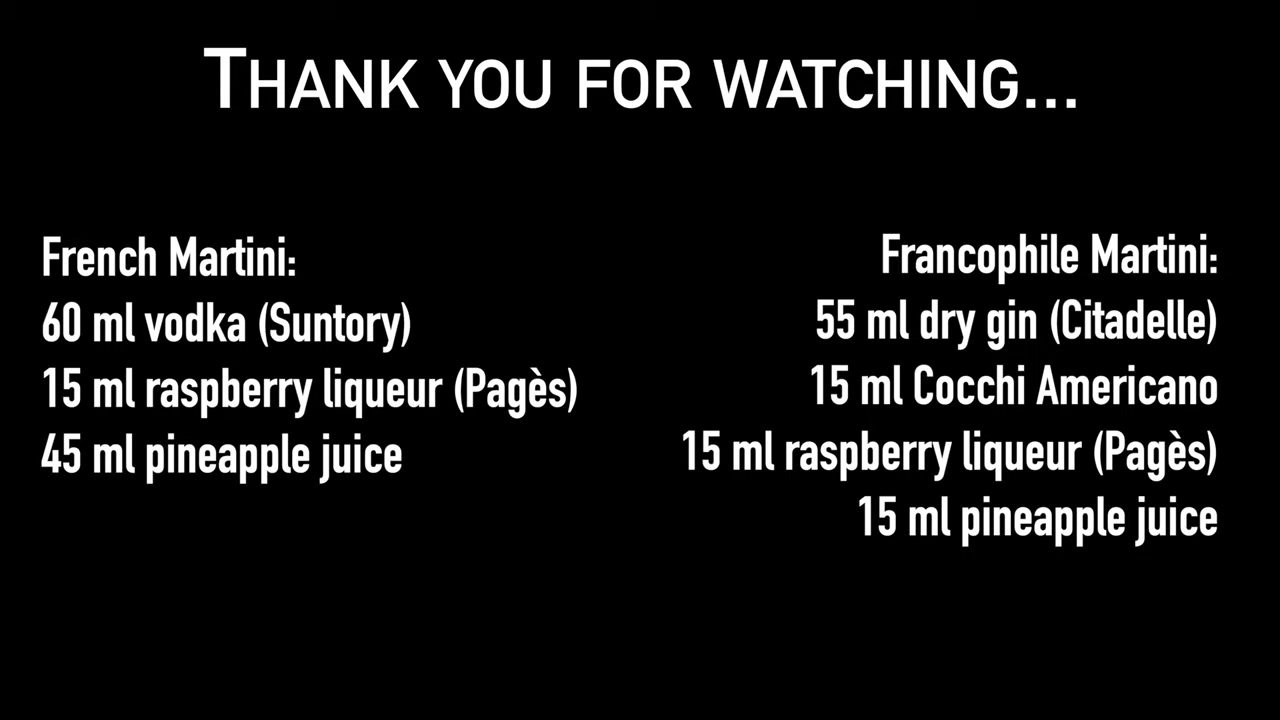 THANK YOU FOR WATCHING...
French Martini:
60 ml vodka (Suntory)
15 ml raspberry liqueur (Pagès)
45 ml pineapple juice
Francophile Martini:
55 ml dry gin (Citadelle)
15 ml Cocchi Americano
15 ml raspberry liqueur (Pagès)
15 ml pineapple juice